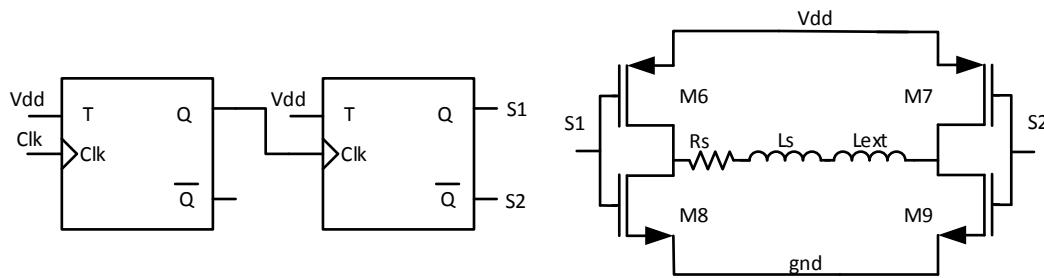 Vdd
T
Q
Clk
Clk
Q
Vdd
T
Q
S1
Clk
Q
S2
Vdd
M6
M7
S1
S2
Rs
Ls
Lext
M8
M9
gnd